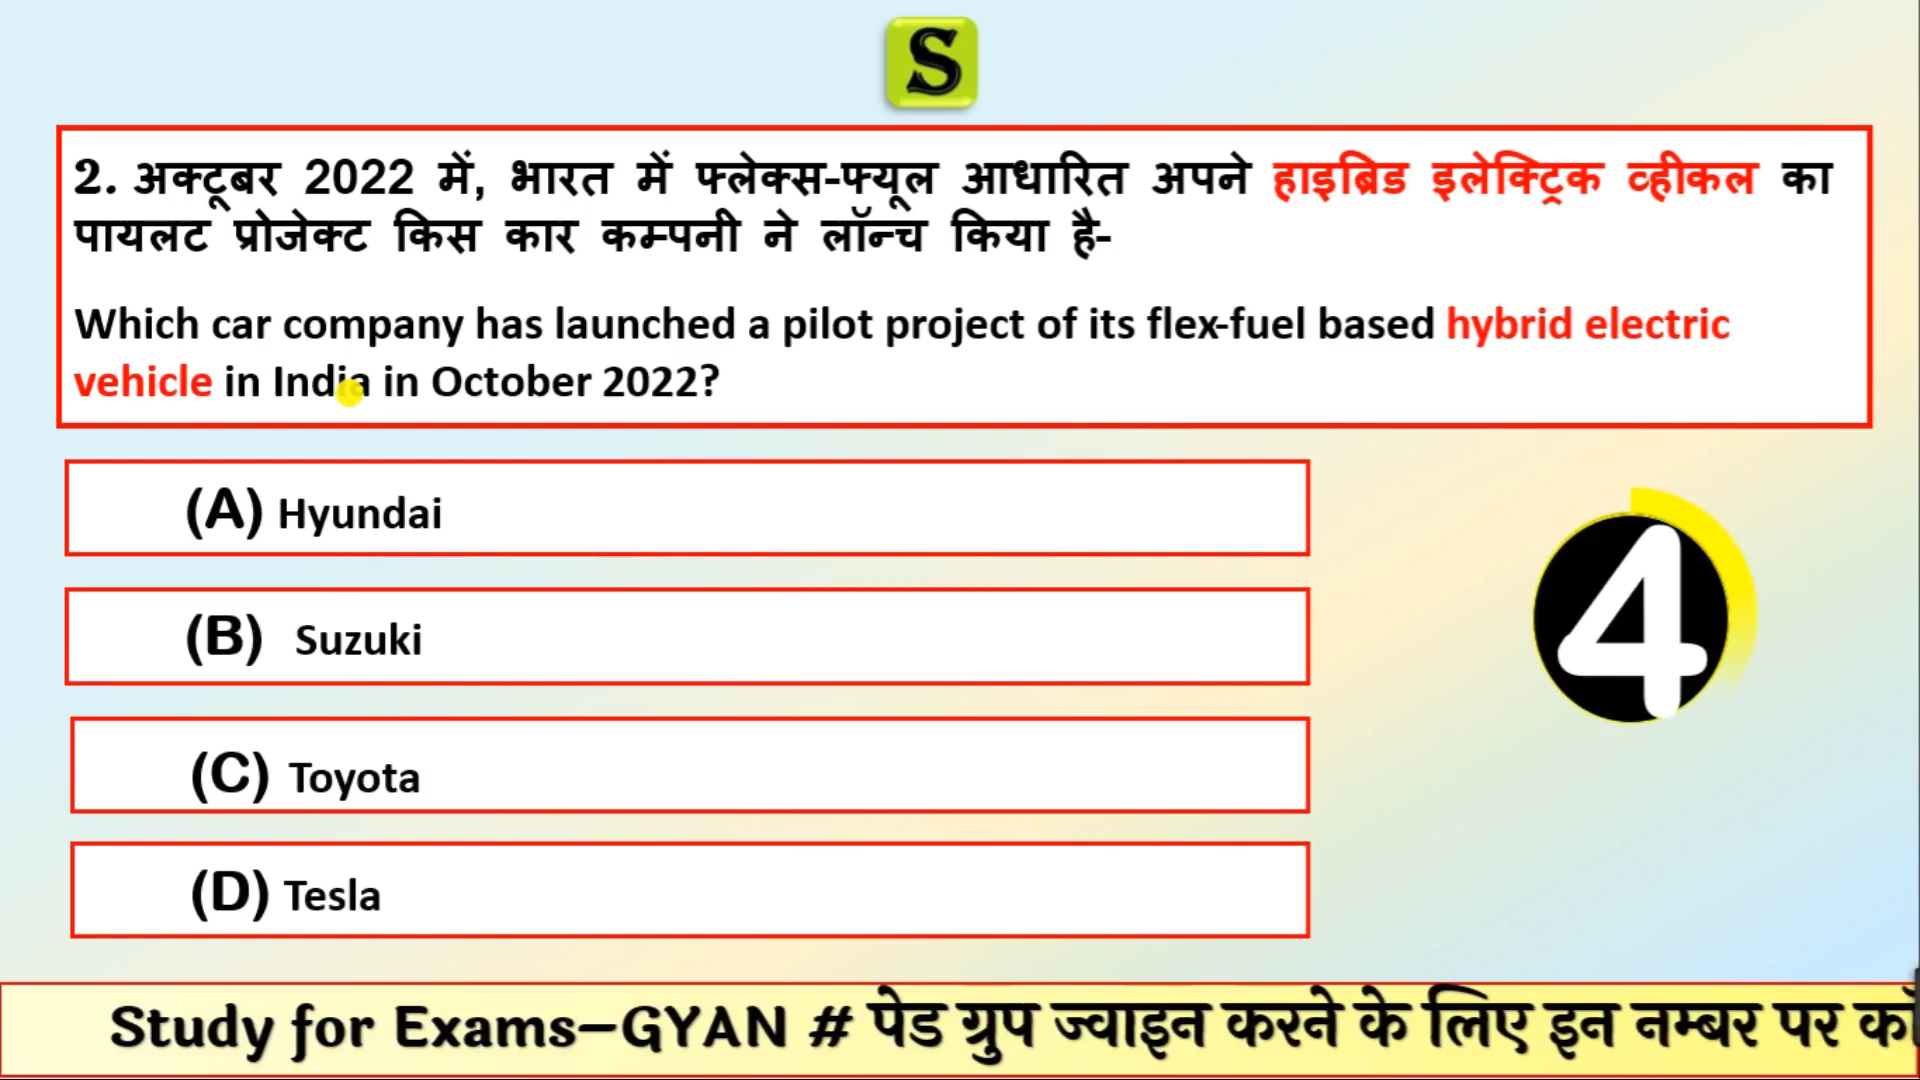 S
2. अक्टूबर 2022 में, भारत में फ्लेक्स-फ्यूल आधारित अपने हाइब्रिड इलेक्ट्रिक व्हीकल का
पायलट प्रोजेक्ट किस कार कम्पनी ने लॉन्च किया है-
Which car company has launched a pilot project of its flex-fuel based hybrid electric
vehicle in India in October 2022?
(A) Hyundai
(B) Suzuki
4
(C) Toyota
(D) Tesla
Study for Exams–GYAN # पेड ग्रुप ज्वाइन करने के लिए इन नम्बर पर